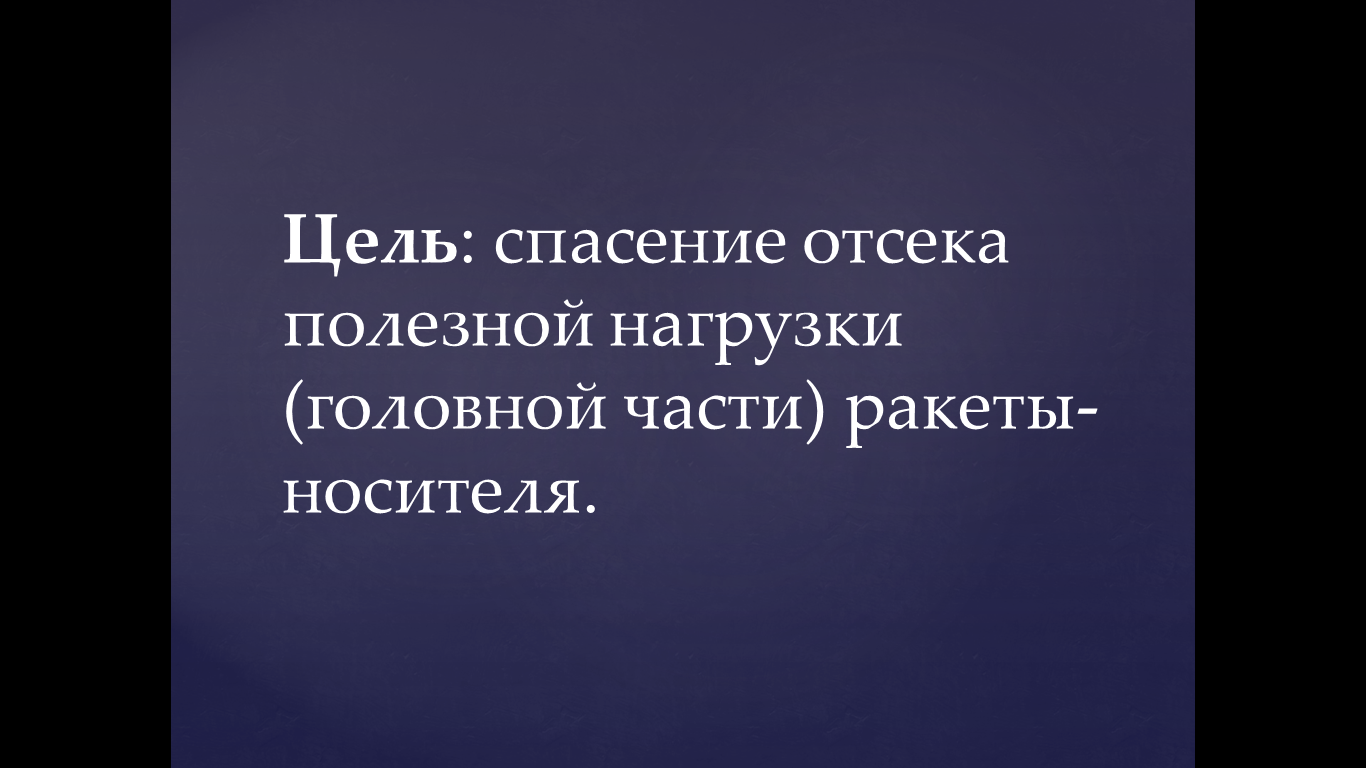 Цель: спасение отсека
полезной нагрузки
(головной части) ракеты-
носителя.